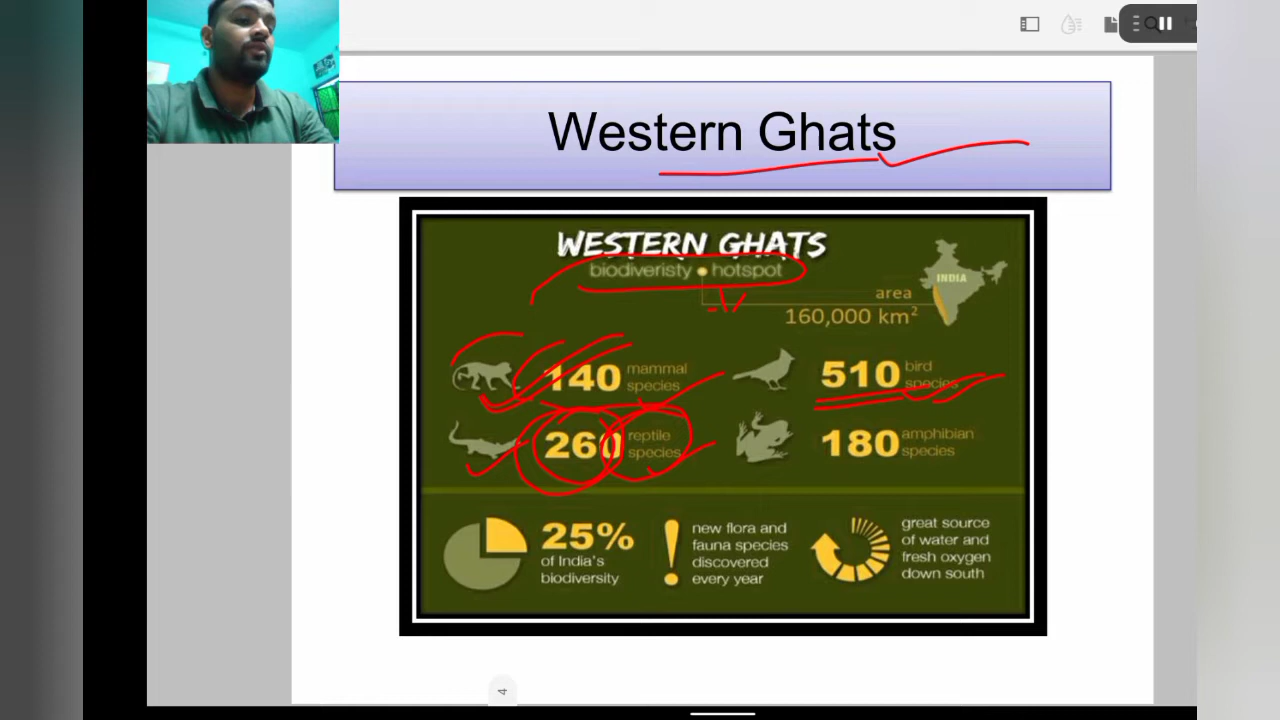 Western Ghats
WESTERN GHATS
biodiveristy • hotspot
INDIA
area
160,000 km²
140 mammal species
510 bird species
260 reptile species
180 amphibian species
25%
of India's
biodiversity
new flora and
fauna species
discovered
every year
great source
of water and
fresh oxygen
down south
4